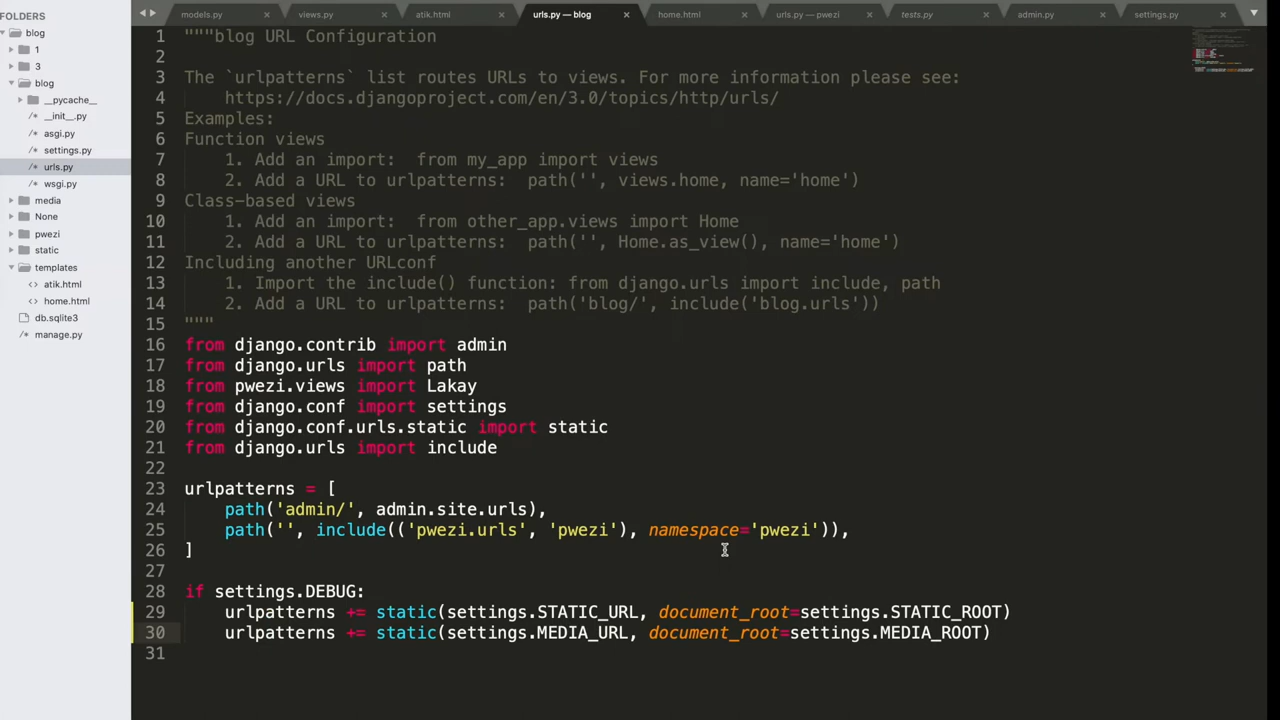 models.py
views.py
atik.html
urls.py — blog
home.html
urls.py — pwezi
tests.py
admin.py
settings.py
FOLDERS
blog
1
3
blog
__pycache__
__init__.py
asgi.py
settings.py
urls.py
wsgi.py
media
None
pwezi
static
templates
atik.html
home.html
db.sqlite3
manage.py
1 """blog URL Configuration
2
3 The `urlpatterns` list routes URLs to views. For more information please see:
4     https://docs.djangoproject.com/en/3.0/topics/http/urls/
5 Examples:
6 Function views
7     1. Add an import:  from my_app import views
8     2. Add a URL to urlpatterns:  path('', views.home, name='home')
9 Class-based views
10     1. Add an import:  from other_app.views import Home
11     2. Add a URL to urlpatterns:  path('', Home.as_view(), name='home')
12 Including another URLconf
13     1. Import the include() function: from django.urls import include, path
14     2. Add a URL to urlpatterns:  path('blog/', include('blog.urls'))
15 """
16 from django.contrib import admin
17 from django.urls import path
18 from pwezi.views import Lakay
19 from django.conf import settings
20 from django.conf.urls.static import static
21 from django.urls import include
22
23 urlpatterns = [
24     path('admin/', admin.site.urls),
25     path('', include(('pwezi.urls', 'pwezi'), namespace='pwezi')),
26 ]
27
28 if settings.DEBUG:
29     urlpatterns += static(settings.STATIC_URL, document_root=settings.STATIC_ROOT)
30     urlpatterns += static(settings.MEDIA_URL, document_root=settings.MEDIA_ROOT)
31